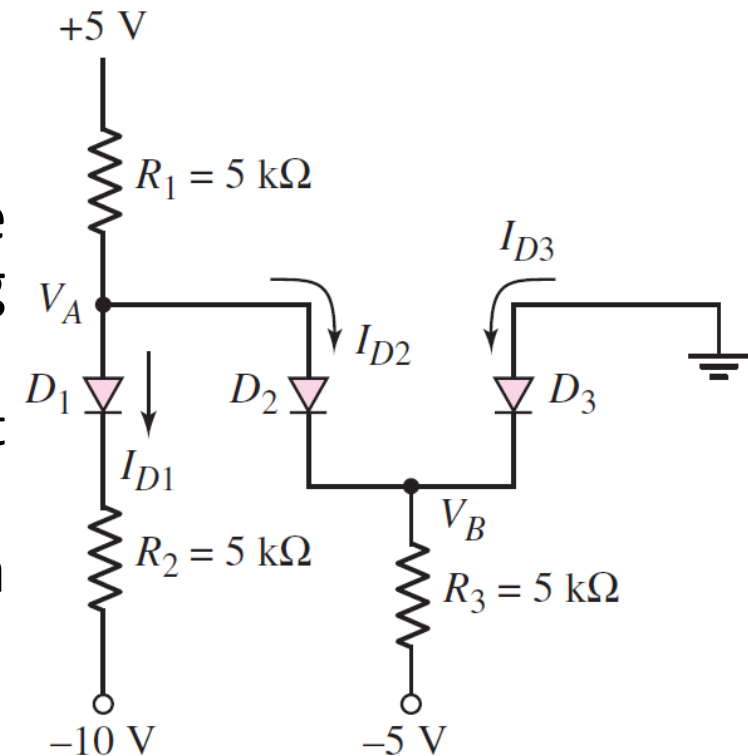 +5 V
R1 = 5 kΩ
ID3
VA
ID2
D1
D2
D3
ID1
VB
R2 = 5 kΩ
R3 = 5 kΩ
–10 V
–5 V